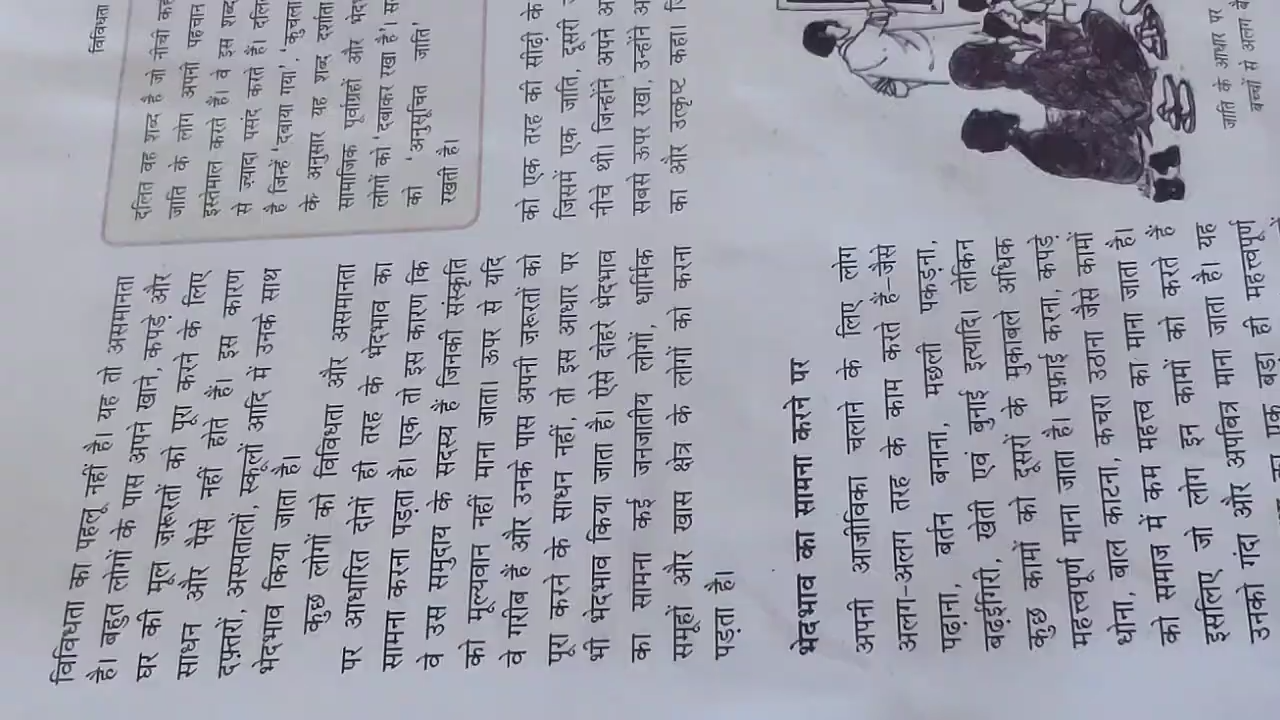 विविधता
विविधता का पहलू नहीं है। यह तो असमानता
है। बहुत लोगों के पास अपने खाने, कपड़े और
घर की मूल ज़रूरतों को पूरा करने के लिए
साधन और पैसे नहीं होते हैं। इस कारण
दफ़्तरों, अस्पतालों, स्कूलों आदि में उनके साथ
भेदभाव किया जाता है।
कुछ लोगों को विविधता और असमानता
पर आधारित दोनों ही तरह के भेदभाव का
सामना करना पड़ता है। एक तो इस कारण कि
वे उस समुदाय के सदस्य हैं जिनकी संस्कृति
को मूल्यवान नहीं माना जाता। ऊपर से यदि
वे गरीब हैं और उनके पास अपनी ज़रूरतों को
पूरा करने के साधन नहीं, तो इस आधार पर
भी भेदभाव किया जाता है। ऐसे दोहरे भेदभाव
का सामना कई जनजातीय लोगों, धार्मिक
समूहों और खास क्षेत्र के लोगों को करना
पड़ता है।
भेदभाव का सामना करने पर
अपनी आजीविका चलाने के लिए लोग
अलग-अलग तरह के काम करते हैं-जैसे
पढ़ाना, बर्तन बनाना, मछली पकड़ना,
बढ़ईगिरी, खेती एवं बुनाई इत्यादि। लेकिन
कुछ कामों को दूसरों के मुकाबले अधिक
महत्त्वपूर्ण माना जाता है। सफ़ाई करना, कपड़े
धोना, बाल काटना, कचरा उठाना जैसे कामों
को समाज में कम महत्त्व का माना जाता है।
इसलिए जो लोग इन कामों को करते हैं
उनको गंदा और अपवित्र माना जाता है। यह
एक बड़ा ही महत्त्वपूर्ण
दलित वह शब्द है जो नीची
जाति के लोग अपनी पहचान
इस्तेमाल करते हैं। वे इस शब्द
से ज़्यादा पसंद करते हैं। दलित
है जिन्हें 'दबाया गया', 'कुचला
के अनुसार यह शब्द दर्शाता
सामाजिक पूर्वाग्रहों और
लोगों को 'दबाकर रखा है'।
को 'अनुसूचित जाति'
रखती है।
को एक तरह की सीढ़ी के
जिसमें एक जाति, दूसरी
नीचे थी। जिन्होंने अपने
सबसे ऊपर रखा, उन्होंने
का और उत्कृष्ट कहा।
जाति के आधार पर
बच्चों से अलग